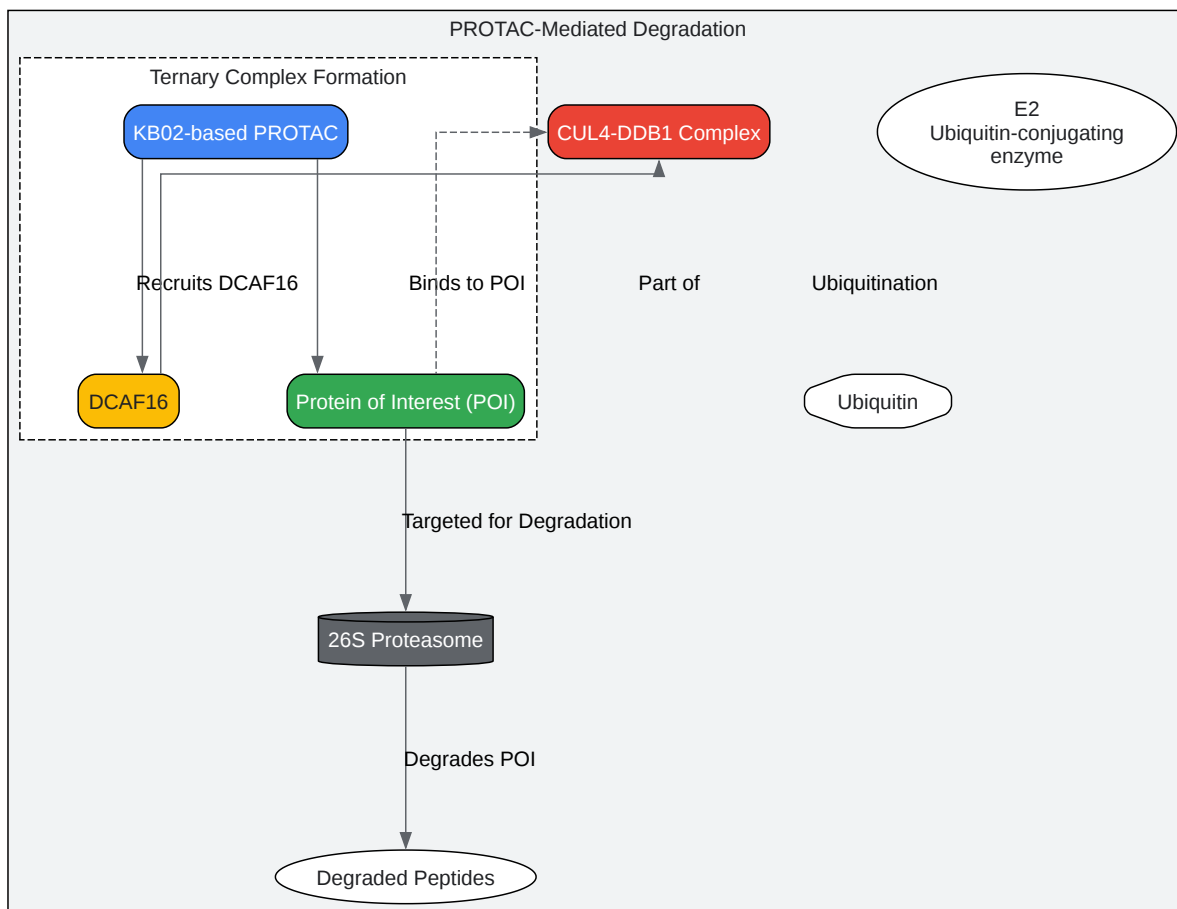 PROTAC-Mediated Degradation
Ternary Complex Formation
KB02-based PROTAC
CUL4-DDB1 Complex
E2
Ubiquitin-conjugating
enzyme
Recruits DCAF16
Binds to POI
Part of
Ubiquitination
DCAF16
Protein of Interest (POI)
Ubiquitin
Targeted for Degradation
26S Proteasome
Degrades POI
Degraded Peptides